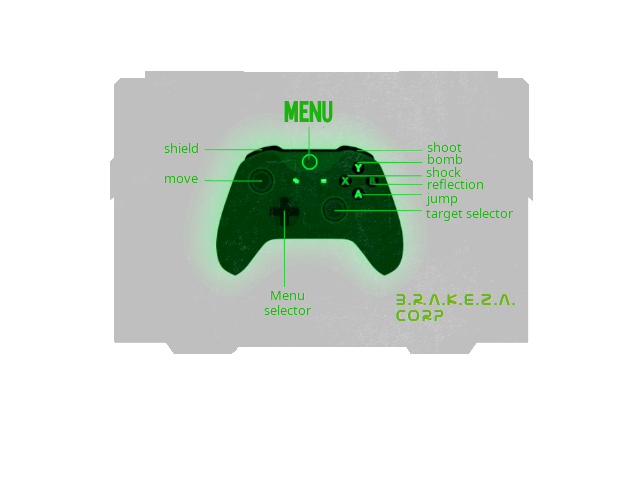 MENU
shield
move
shoot
bomb
shock
reflection
jump
target selector
Y
X
B
A
Menu
selector
B.R.A.K.E.Z.A.
CORP